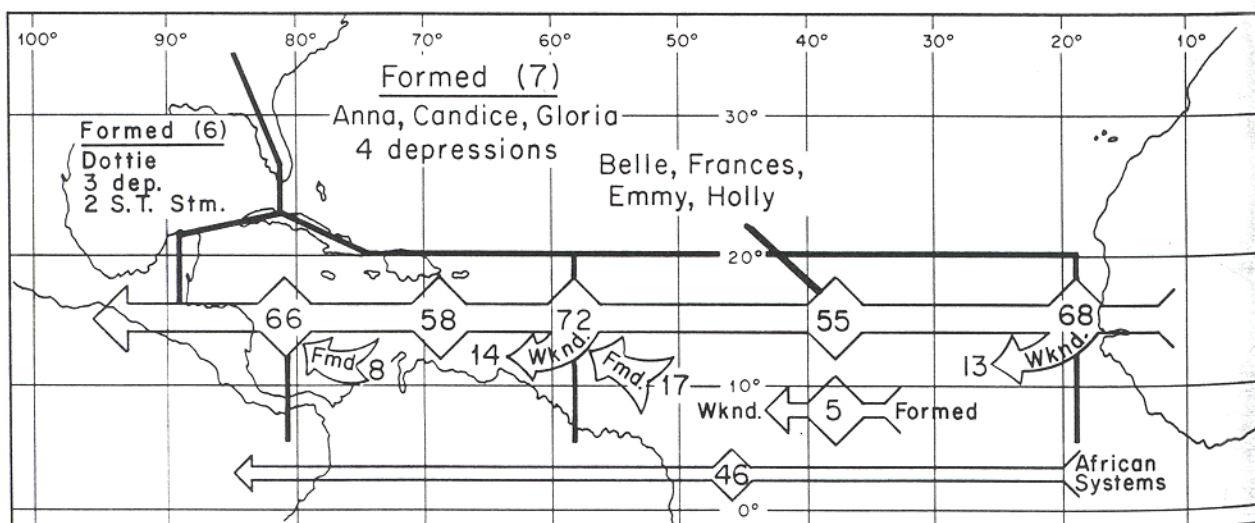 100° 90° 80° 70° 60° 50° 40° 30° 20° 10°
Formed (7)
Anna, Candice, Gloria
4 depressions
30°
Formed (6)
Dottie
3 dep.
2 S.T. Stm.
Belle, Frances,
Emmy, Holly
20°
66 58 72 55 68
14 Wknd.
13 Wknd.
Fmd. 8
Fmd. 17
10°
Wknd. 5 Formed
46
African
Systems
0°